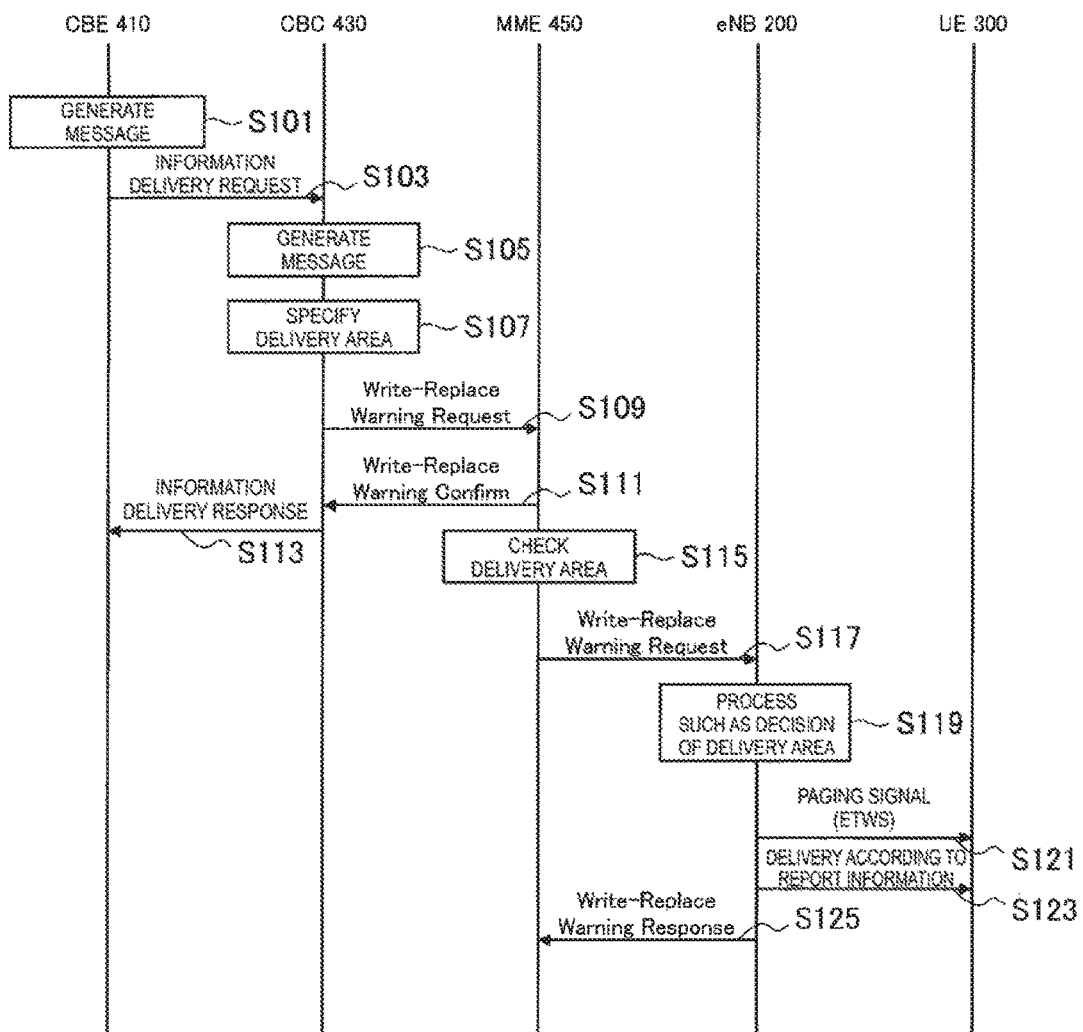 CBE 410 CBC 430 MME 450 eNB 200 UE 300
GENERATE
MESSAGE
S101
INFORMATION
DELIVERY REQUEST
S103
GENERATE
MESSAGE
S105
SPECIFY
DELIVERY AREA
S107
Write-Replace
Warning Request
S109
Write-Replace
Warning Confirm
S111
INFORMATION
DELIVERY RESPONSE
S113
CHECK
DELIVERY AREA
S115
Write-Replace
Warning Request
S117
PROCESS
SUCH AS DECISION
OF DELIVERY AREA
S119
PAGING SIGNAL
(ETWS)
S121
DELIVERY ACCORDING TO
REPORT INFORMATION
S123
Write-Replace
Warning Response
S125